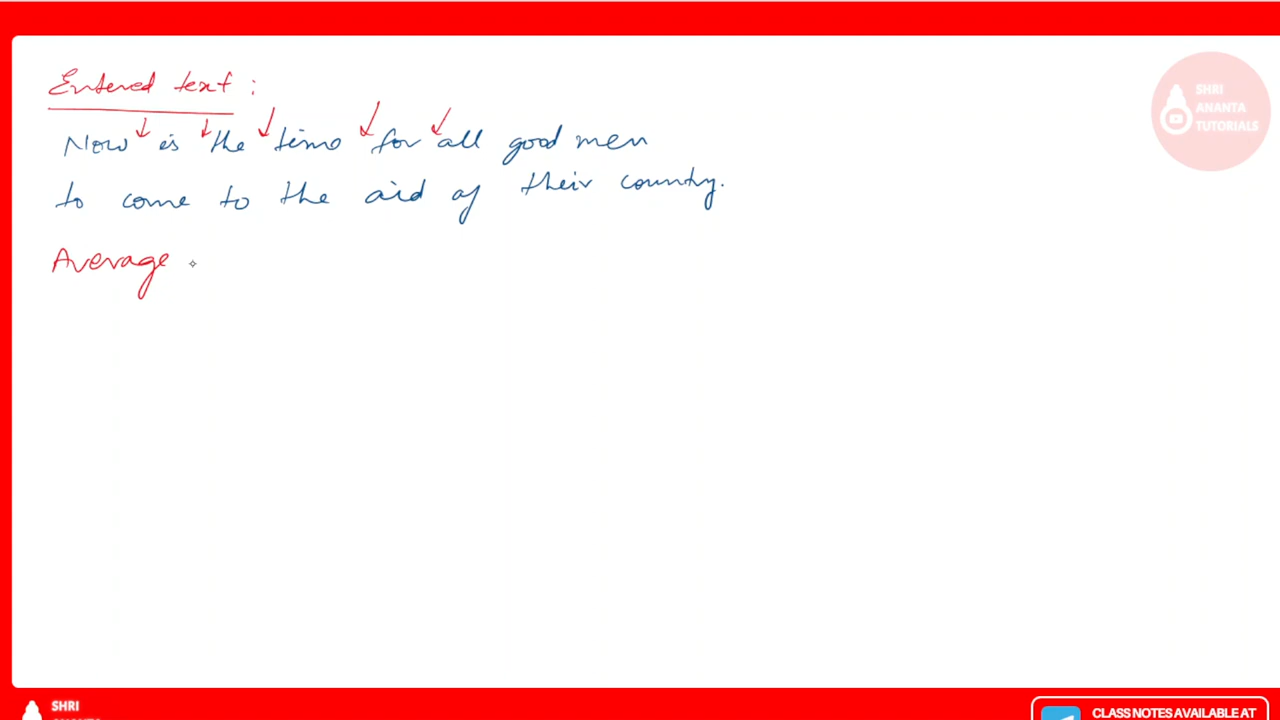 SHRI
ANANTA
TUTORIALS
Entered text :
Now is the time for all good men
to come to the aid of their country.
Average
SHRI
CLASS NOTES AVAILABLE AT